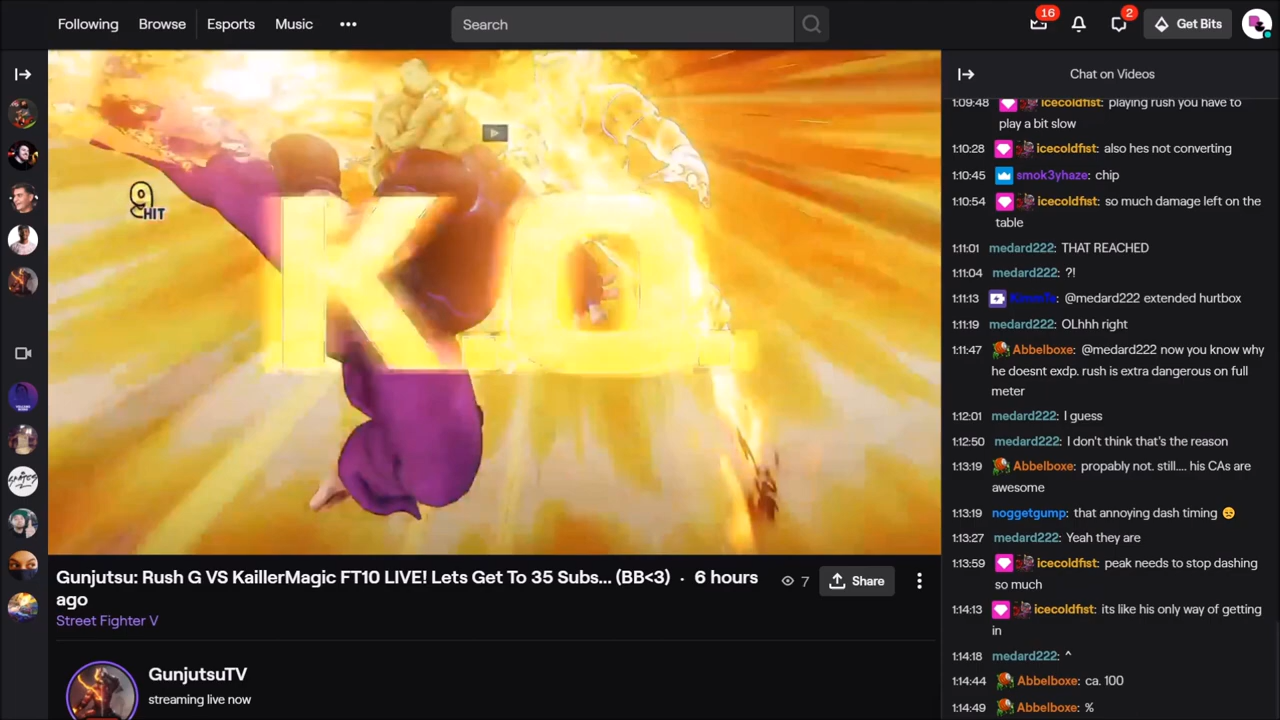 Following Browse Esports Music
Search
16
2
Get Bits
Chat on Videos
9
HIT
K.O.
1:09:48 icecoldfist: playing rush you have to
play a bit slow
1:10:28 icecoldfist: also hes not converting
1:10:45 smok3yhaze: chip
1:10:54 icecoldfist: so much damage left on the
table
1:11:01 medard222: THAT REACHED
1:11:04 medard222: ?!
1:11:13 @medard222 extended hurtbox
1:11:19 medard222: OLhhh right
1:11:47 Abbelboxe: @medard222 now you know why
he doesnt exdp. rush is extra dangerous on full
meter
1:12:01 medard222: I guess
1:12:50 medard222: I don't think that's the reason
1:13:19 Abbelboxe: propably not. still.... his CAs are
awesome
1:13:19 noggetgump: that annoying dash timing 😒
1:13:27 medard222: Yeah they are
1:13:59 icecoldfist: peak needs to stop dashing
so much
1:14:13 icecoldfist: its like his only way of getting
in
1:14:18 medard222: ^
1:14:44 Abbelboxe: ca. 100
1:14:49 Abbelboxe: %
Gunjutsu: Rush G VS KaillerMagic FT10 LIVE! Lets Get To 35 Subs... (BB<3) · 6 hours
ago
7
Share
Street Fighter V
GunjutsuTV
streaming live now